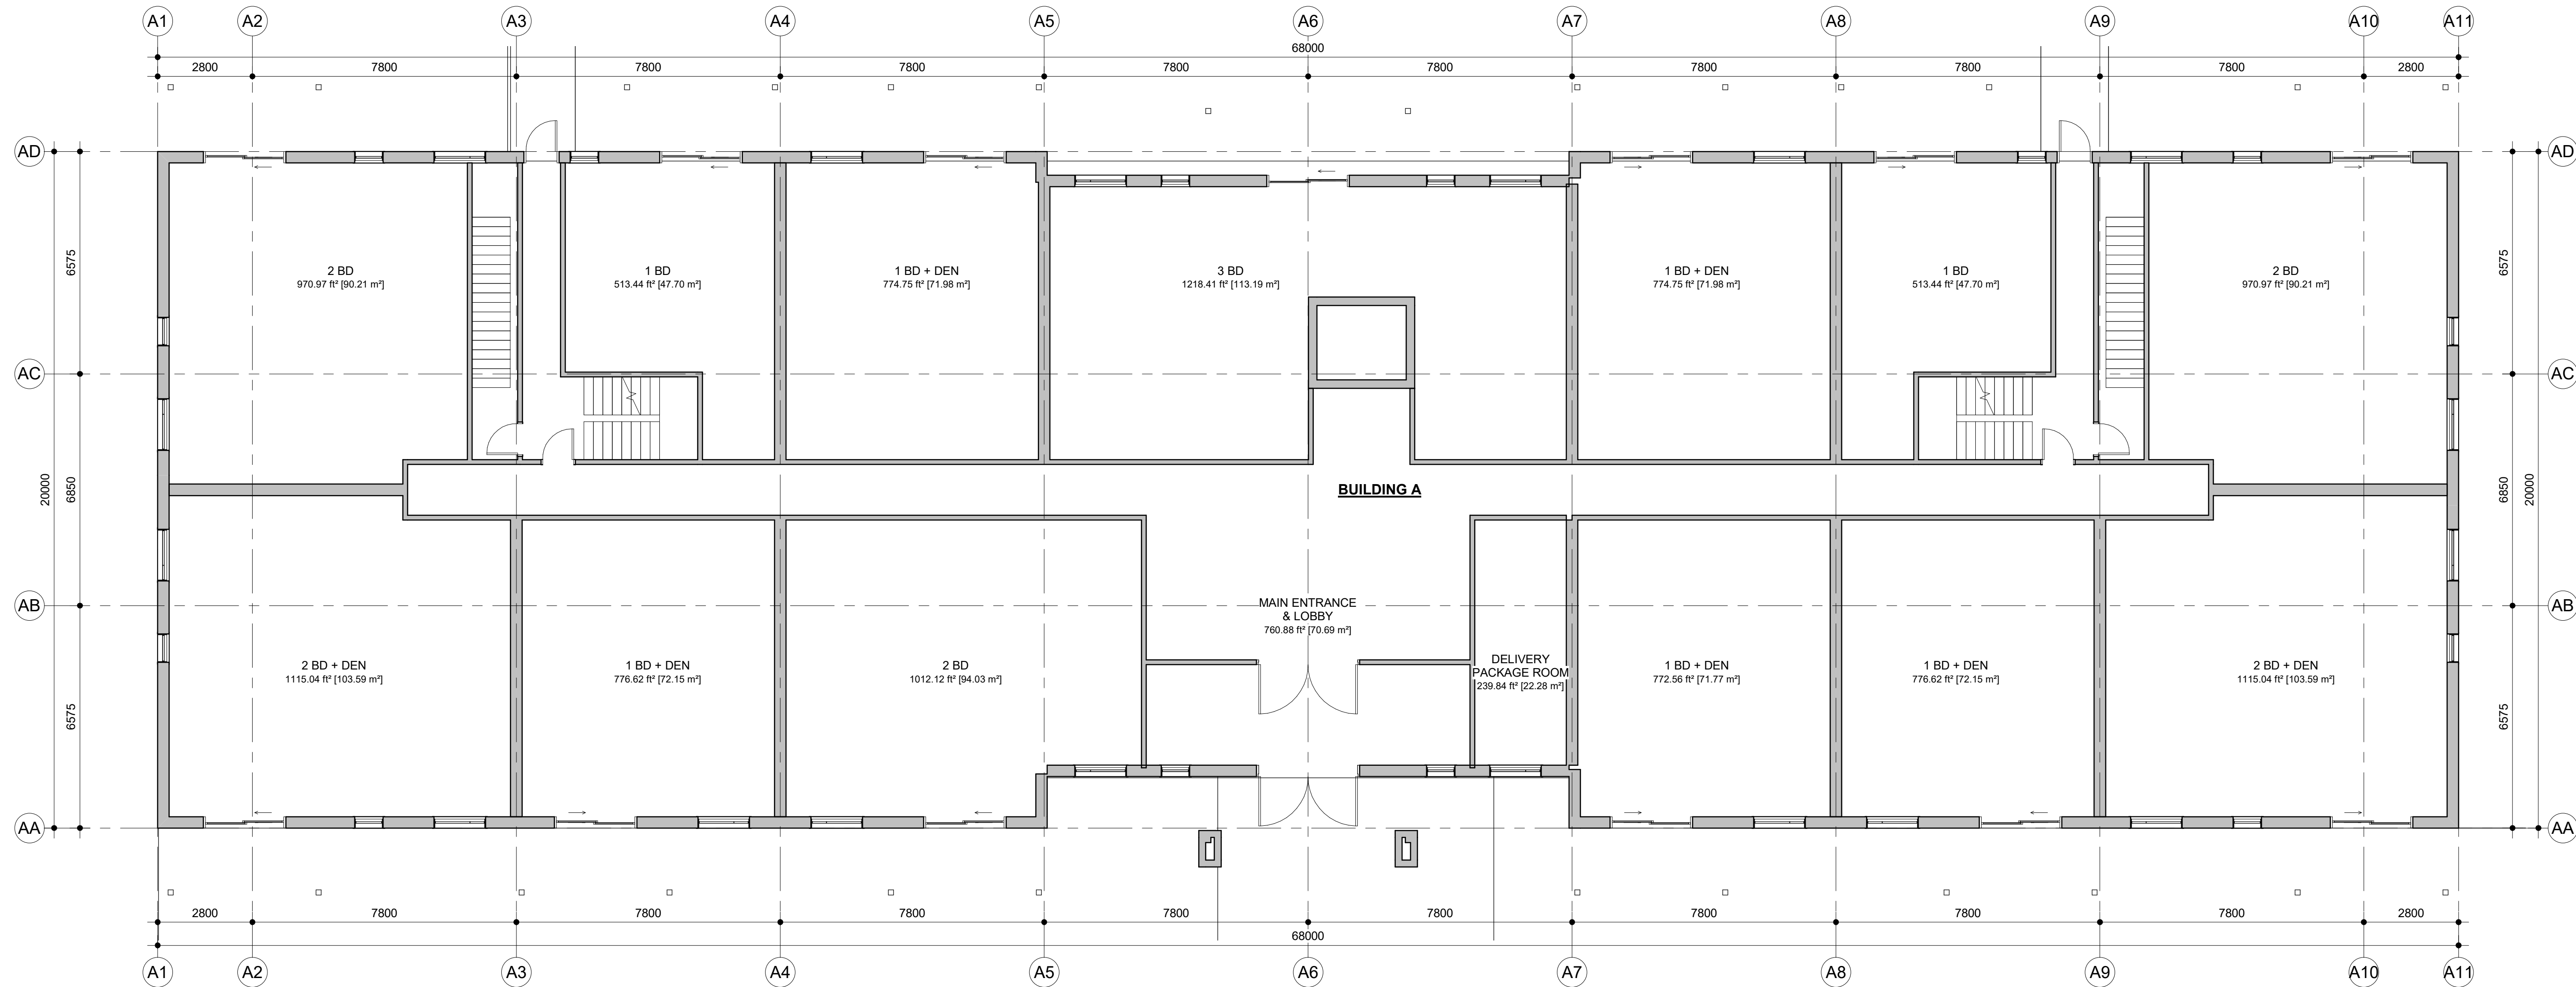 A1 A2 A3 A4 A5 A6 A7 A8 A9 A10 A11
68000
2800 7800 7800 7800 7800 7800 7800 7800 7800 2800
AD AD
6575 6575
2 BD
970.97 ft² [90.21 m²]
1 BD
513.44 ft² [47.70 m²]
1 BD + DEN
774.75 ft² [71.98 m²]
3 BD
1218.41 ft² [113.19 m²]
1 BD + DEN
774.75 ft² [71.98 m²]
1 BD
513.44 ft² [47.70 m²]
2 BD
970.97 ft² [90.21 m²]
AC AC
20000 6850 6850 20000
BUILDING A
AB AB
MAIN ENTRANCE
& LOBBY
760.88 ft² [70.69 m²]
2 BD + DEN
1115.04 ft² [103.59 m²]
1 BD + DEN
776.62 ft² [72.15 m²]
2 BD
1012.12 ft² [94.03 m²]
DELIVERY
PACKAGE ROOM
239.84 ft² [22.28 m²]
1 BD + DEN
772.56 ft² [71.77 m²]
1 BD + DEN
776.62 ft² [72.15 m²]
2 BD + DEN
1115.04 ft² [103.59 m²]
6575 6575
AA AA
2800 7800 7800 7800 7800 7800 7800 7800 7800 2800
68000
A1 A2 A3 A4 A5 A6 A7 A8 A9 A10 A11